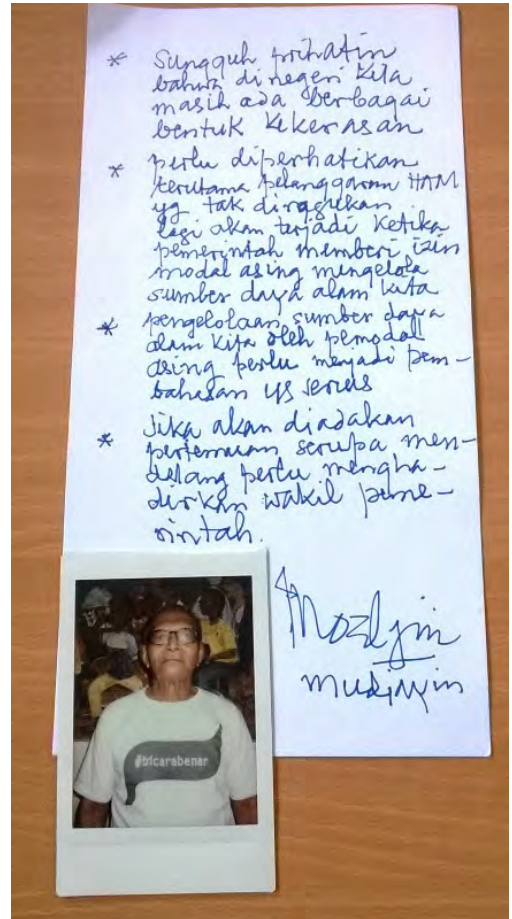 * Sungguh prihatin
bahwa di negeri kita
masih ada berbagai
bentuk kekerasan
* perlu diperhatikan
terutama pelanggaran HAM
yg tak diragukan
lagi akan terjadi ketika
pemerintah memberi izin
modal asing mengelola
sumber daya alam kita
* pengelolaan sumber daya
alam kita oleh pemodal
asing perlu menjadi pem-
bahasan yg serius
* Jika akan diadakan
pertemuan serupa men-
datang perlu mengha-
dirkan wakil peme-
rintah.
#bicarabenar